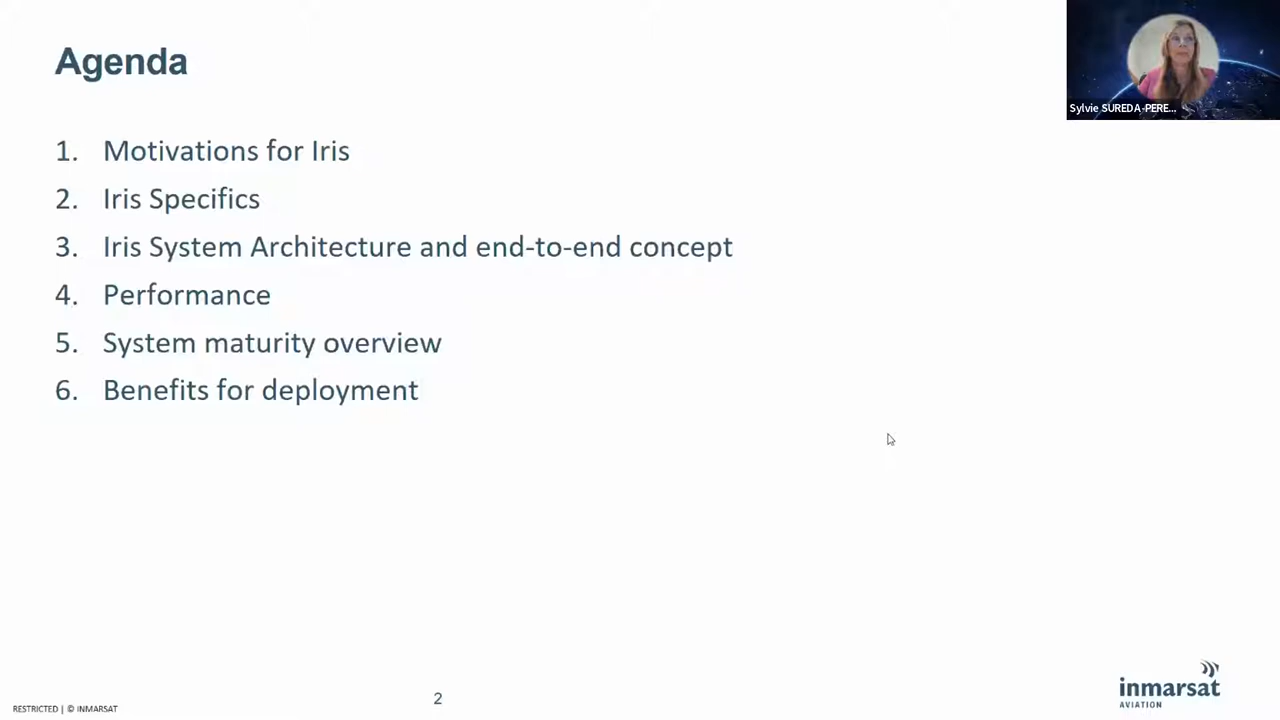 Agenda
Sylvie SUREDA-PERE...
1. Motivations for Iris
2. Iris Specifics
3. Iris System Architecture and end-to-end concept
4. Performance
5. System maturity overview
6. Benefits for deployment
inmarsat
AVIATION
2
RESTRICTED | © INMARSAT